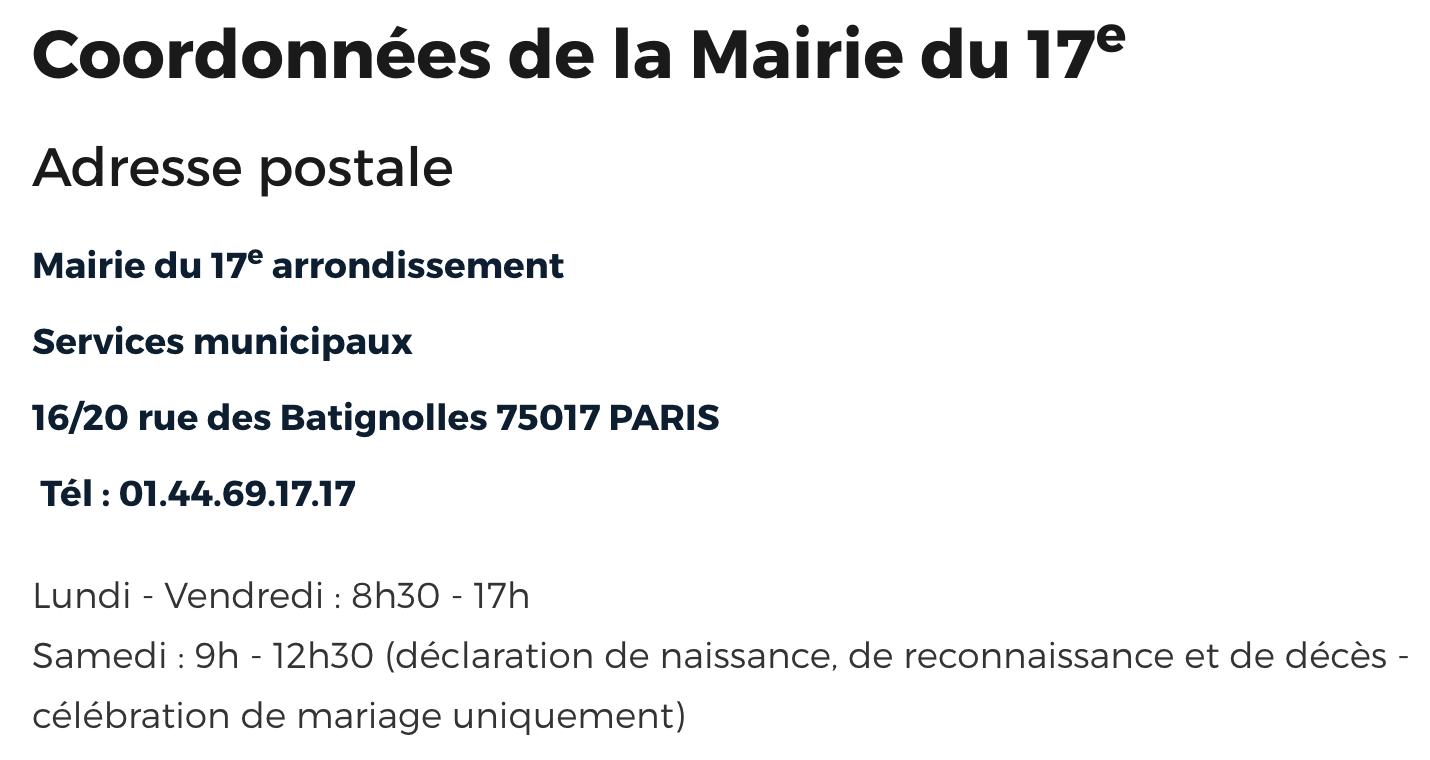 Coordonnées de la Mairie du 17e
Adresse postale
Mairie du 17e arrondissement
Services municipaux
16/20 rue des Batignolles 75017 PARIS
Tél : 01.44.69.17.17
Lundi - Vendredi : 8h30 - 17h
Samedi : 9h - 12h30 (déclaration de naissance, de reconnaissance et de décès -
célébration de mariage uniquement)